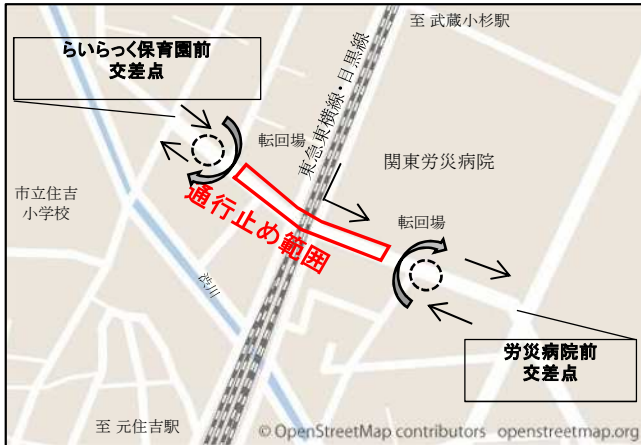 至 武蔵小杉駅
らいらっく保育園前
交差点
転回場
東急東横線・目黒線
関東労災病院
市立住吉
小学校
通行止め範囲
転回場
渋川
労災病院前
交差点
至 元住吉駅
© OpenStreetMap contributors openstreetmap.org